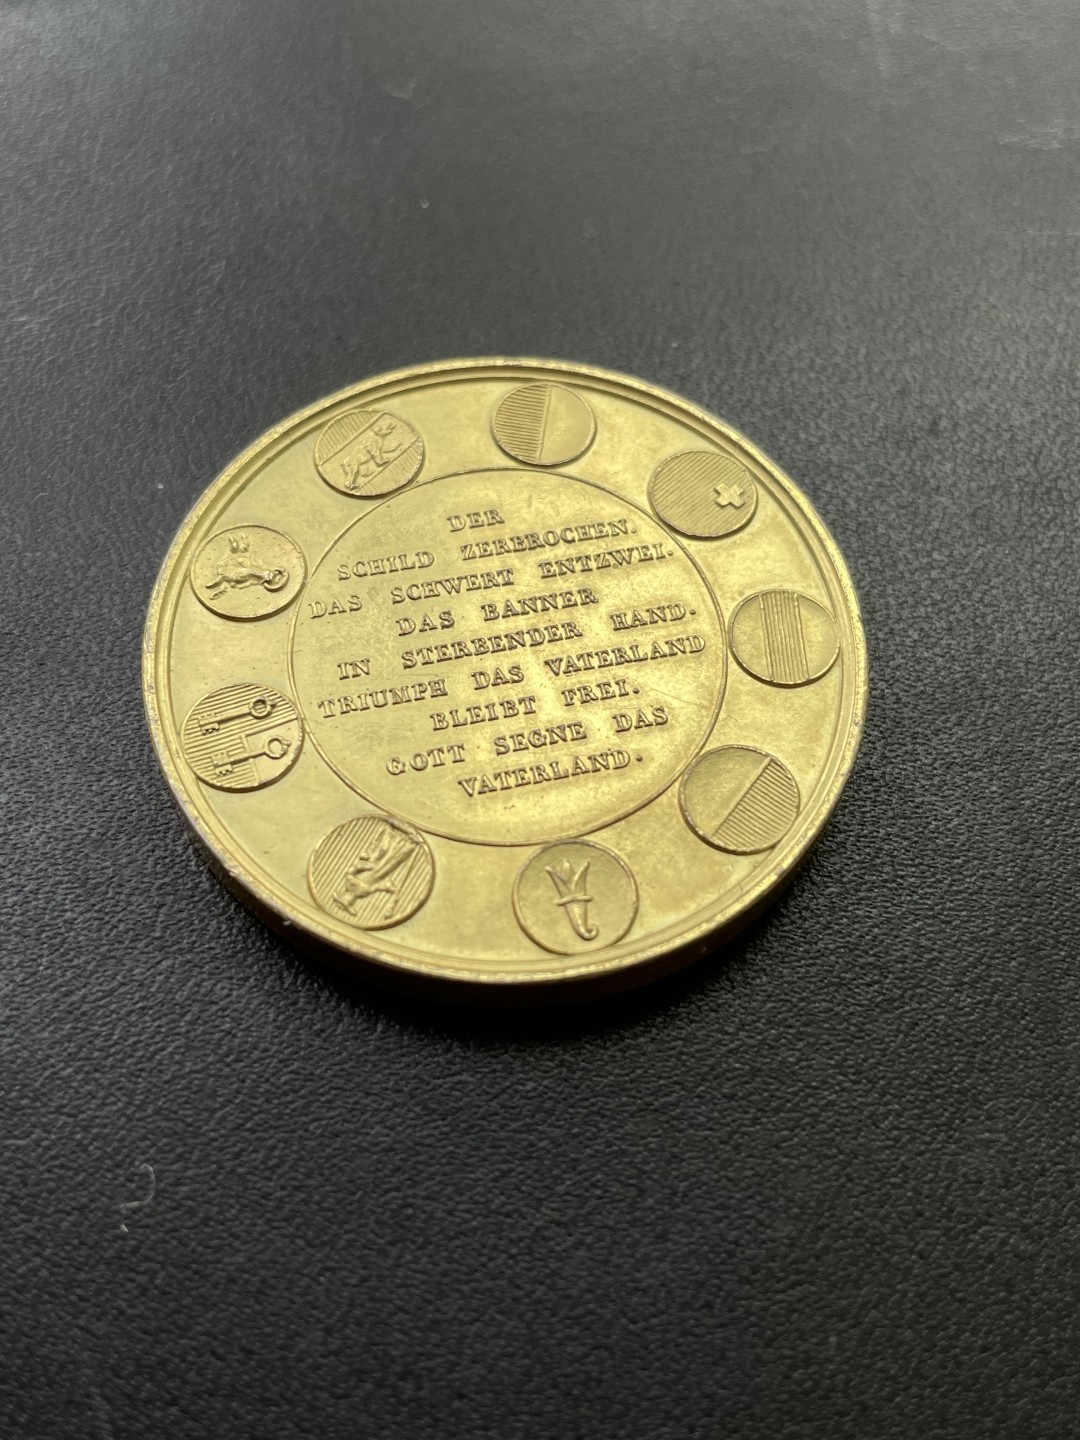 DER
SCHILD ZERBROCHEN.
DAS SCHWERT ENTZWEI.
DAS BANNER
IN STERBENDER HAND.
TRIUMPH DAS VATERLAND
BLEIBT FREI.
GOTT SEGNE DAS
VATERLAND.